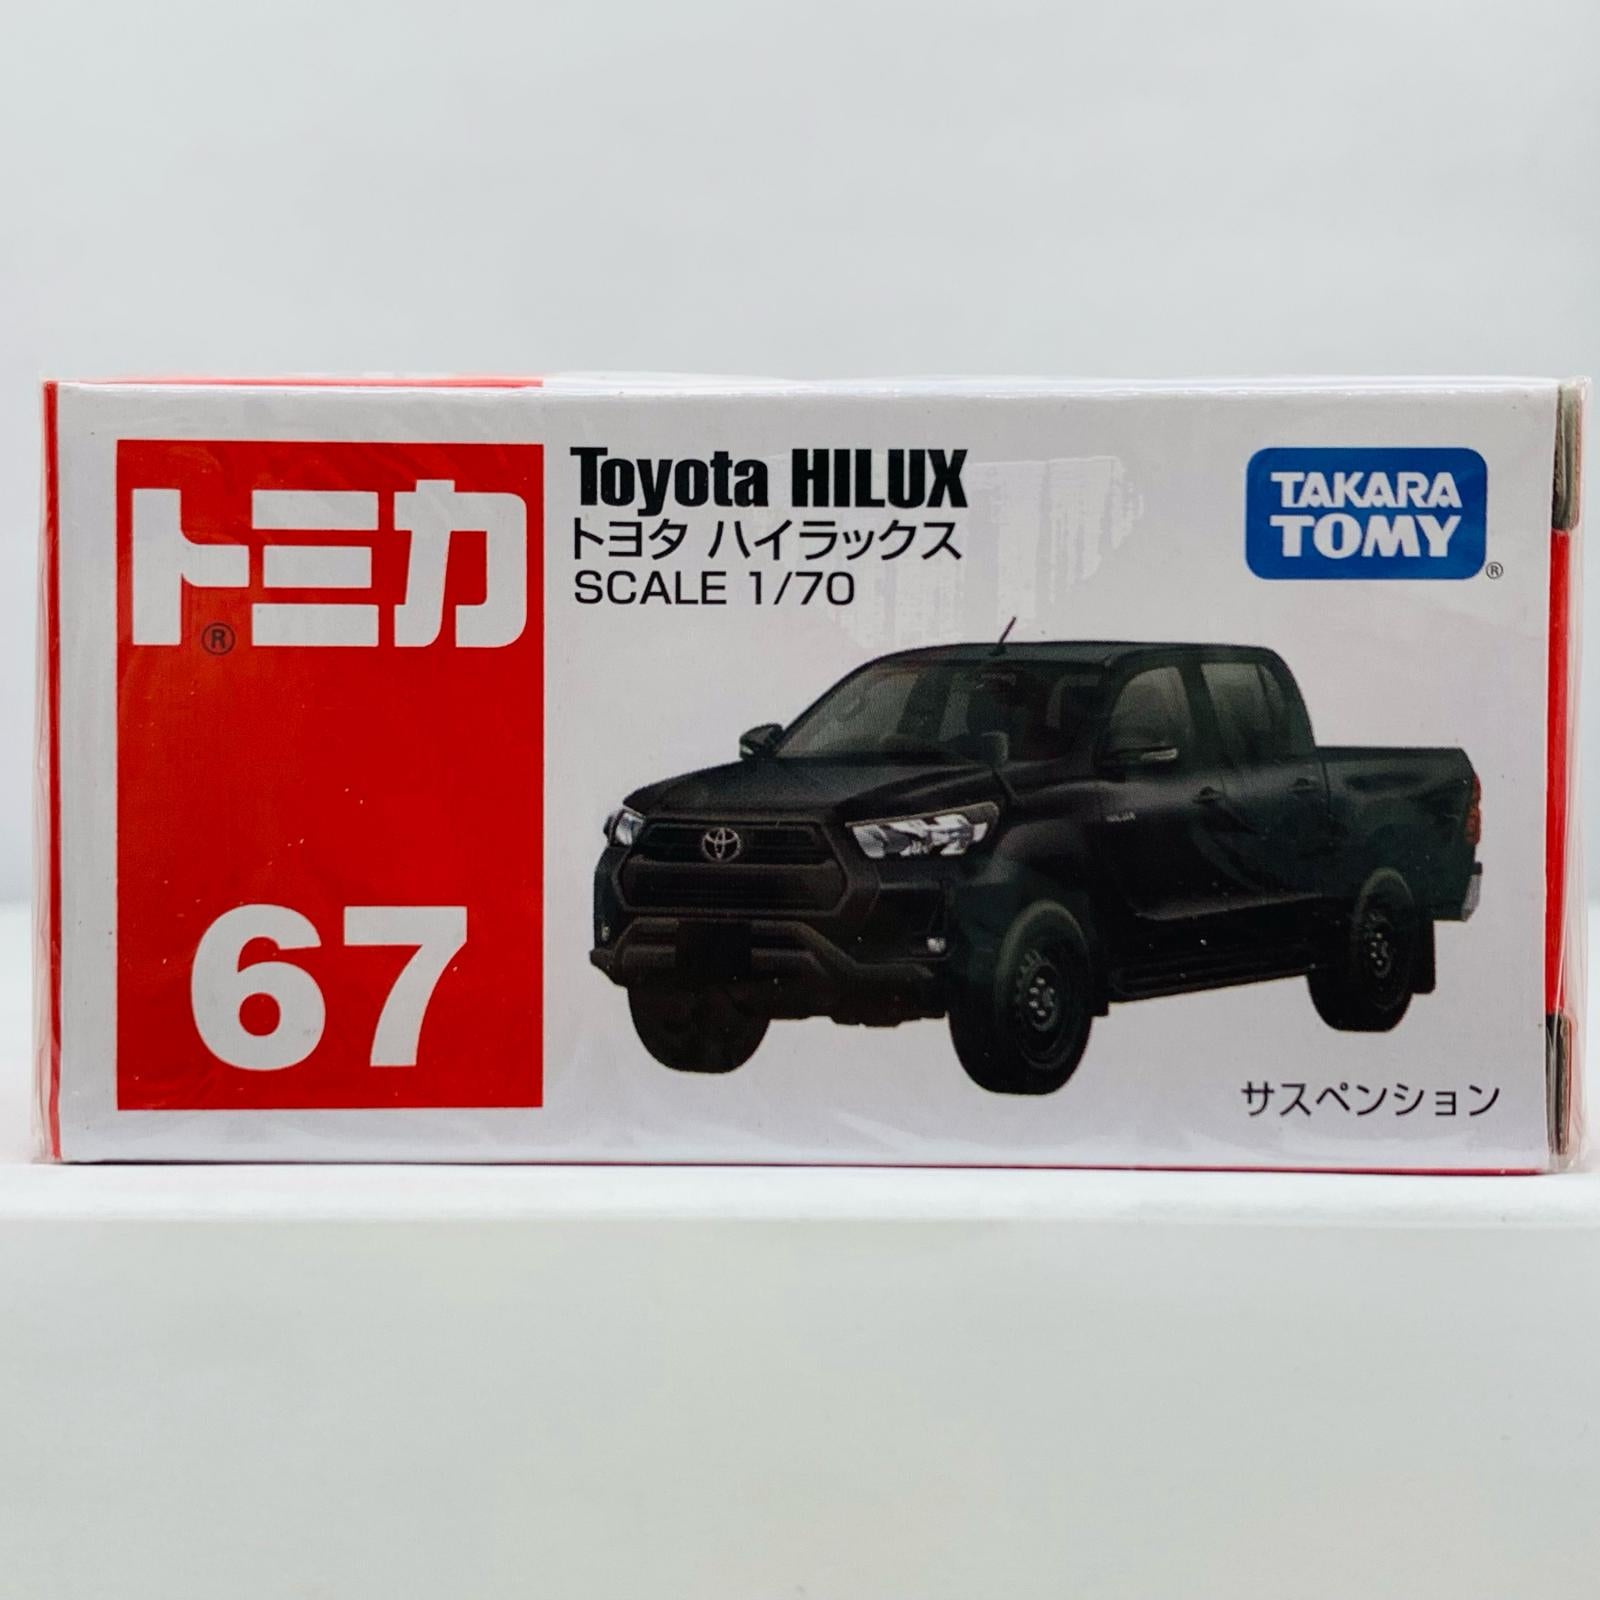 トミカ
®
67
Toyota HILUX
トヨタ ハイラックス
SCALE 1/70
TAKARA
TOMY
®
サスペンション